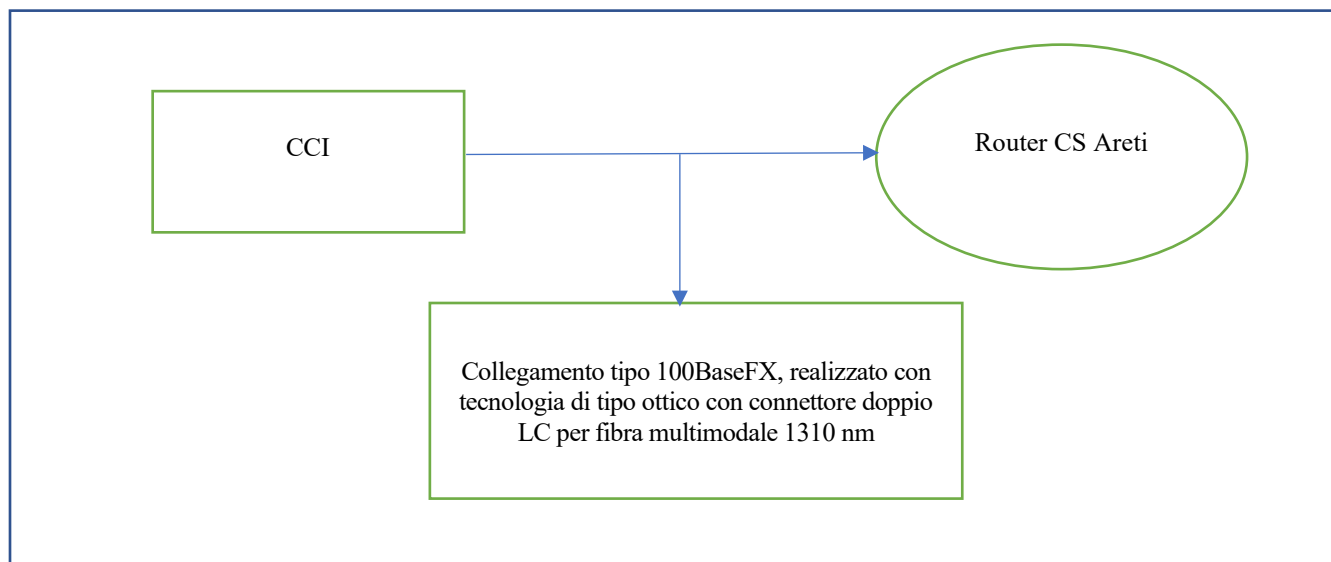 CCI
Router CS Areti
Collegamento tipo 100BaseFX, realizzato con
tecnologia di tipo ottico con connettore doppio
LC per fibra multimodale 1310 nm